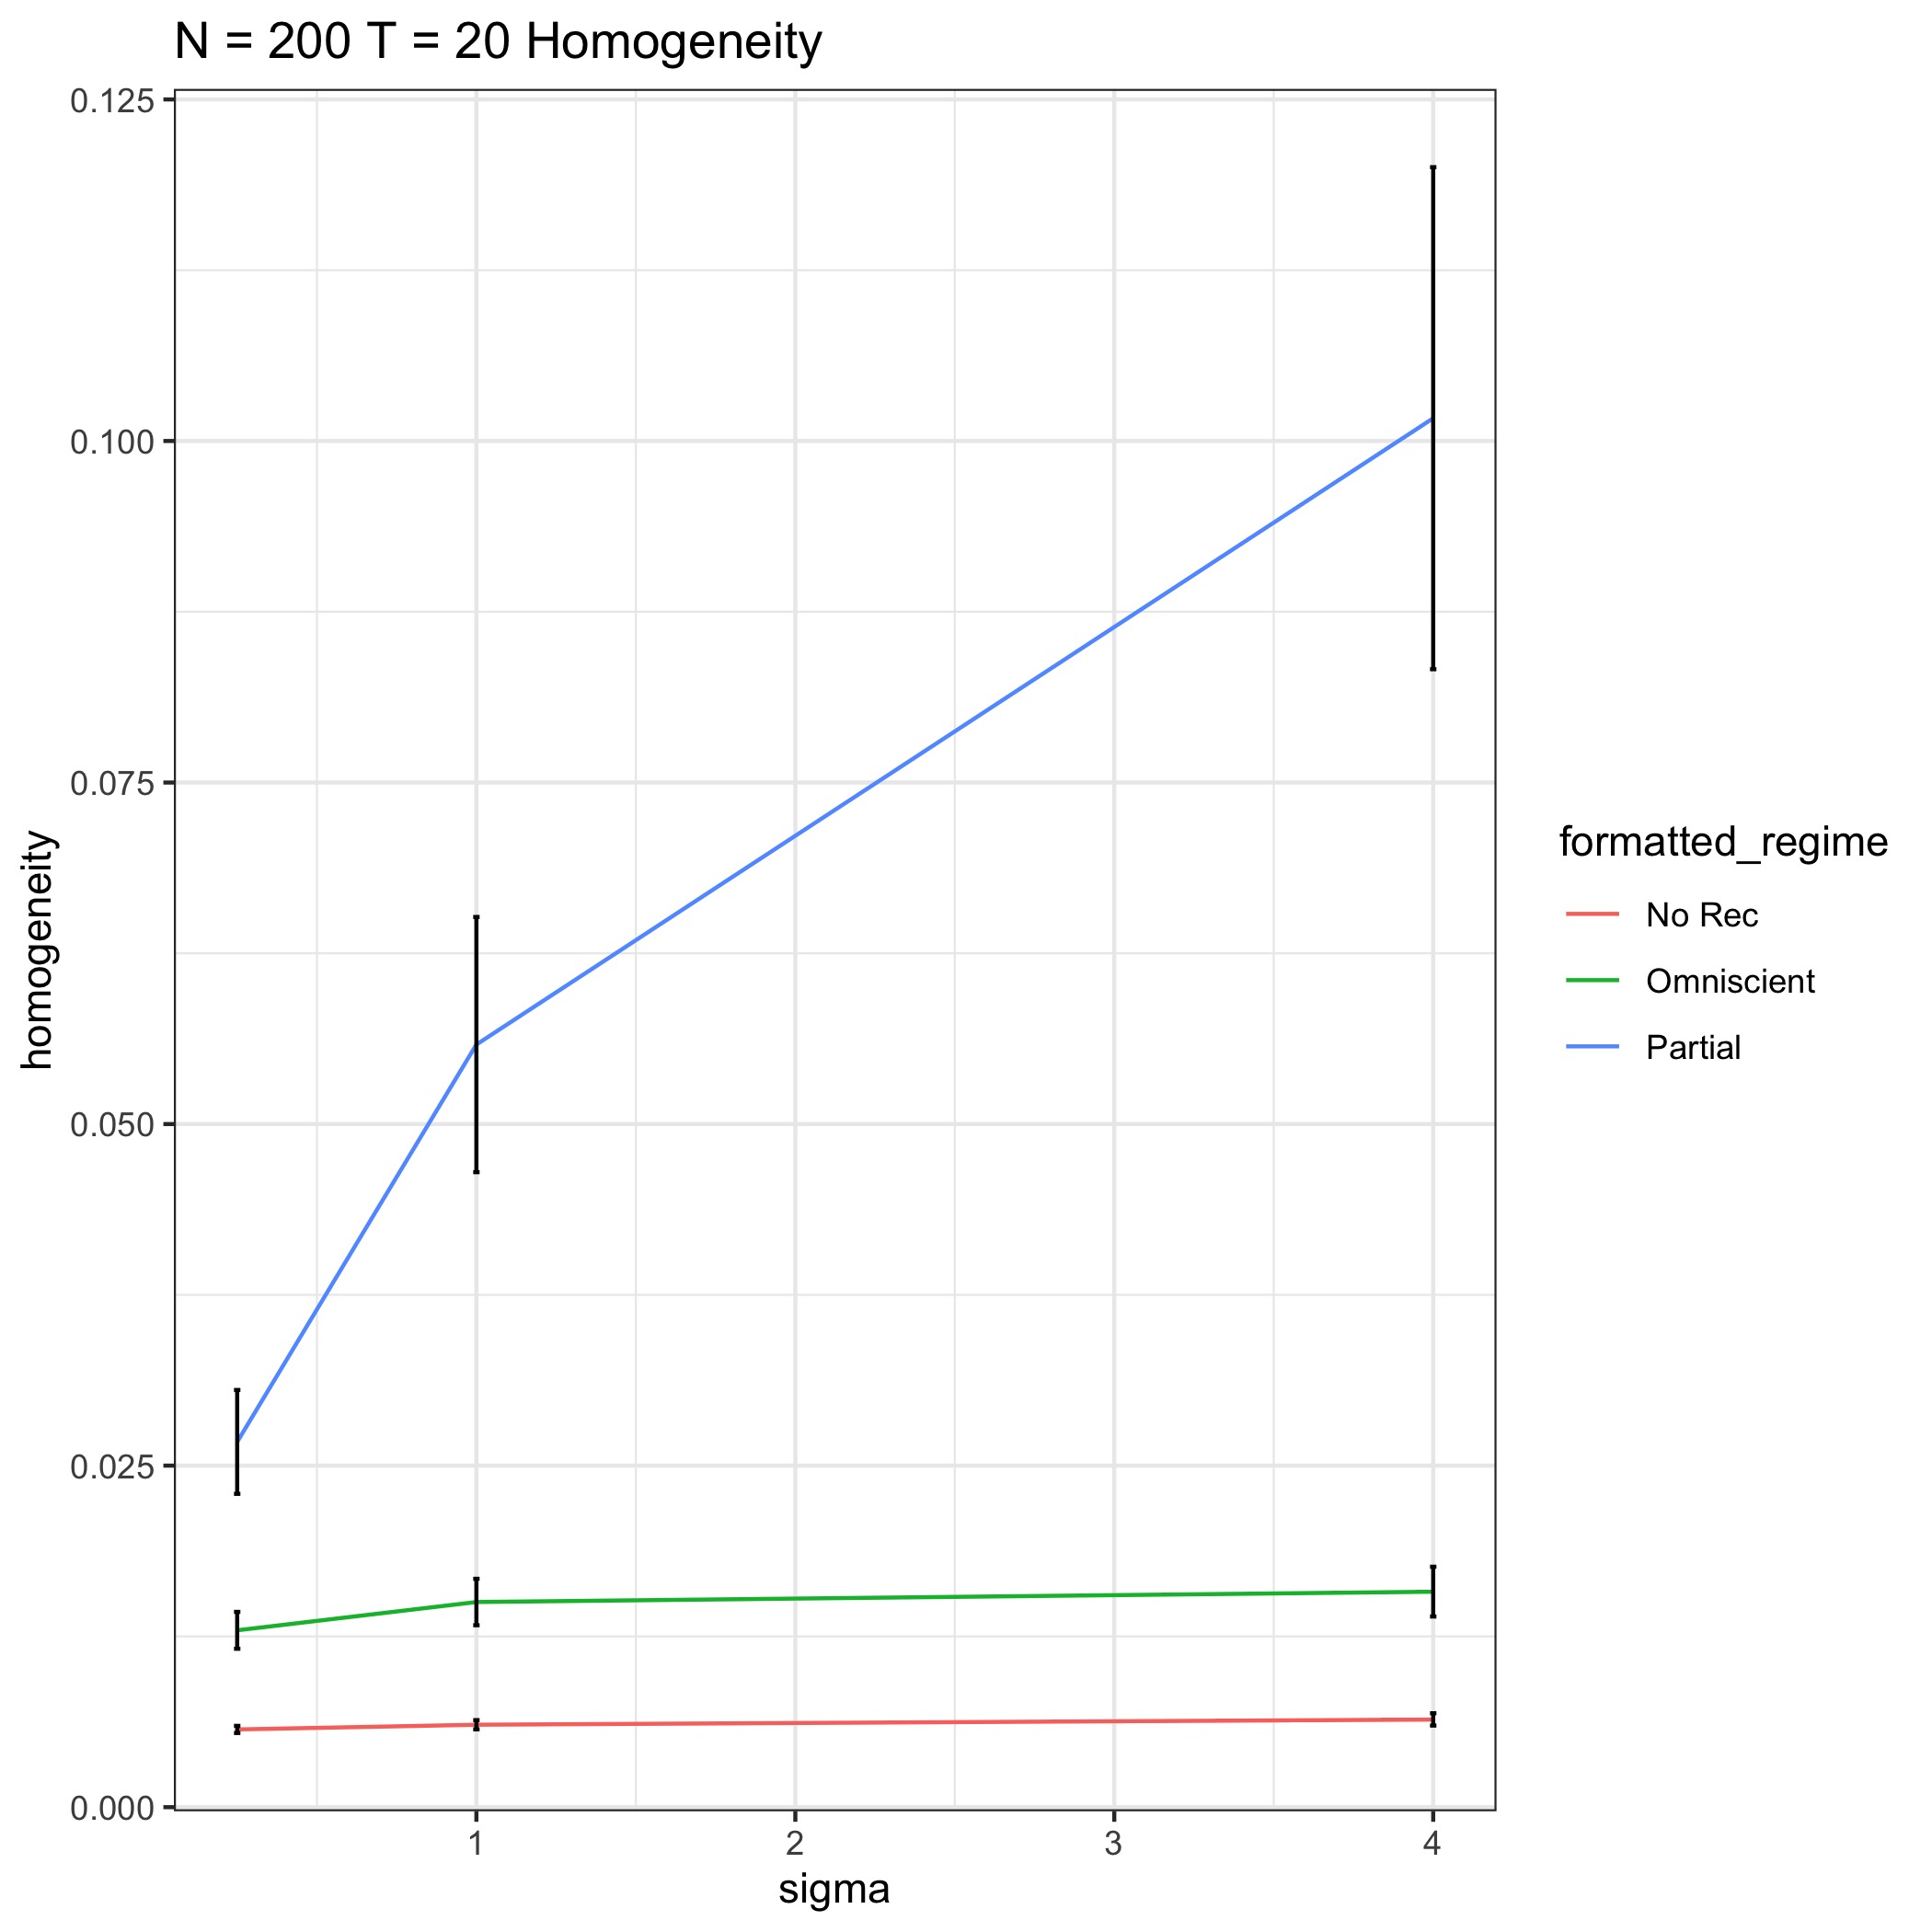 N = 200 T = 20 Homogeneity
0.125
0.100
0.075
0.050
0.025
0.000
homogeneity
1 2 3 4
sigma
formatted_regime
No Rec
Omniscient
Partial